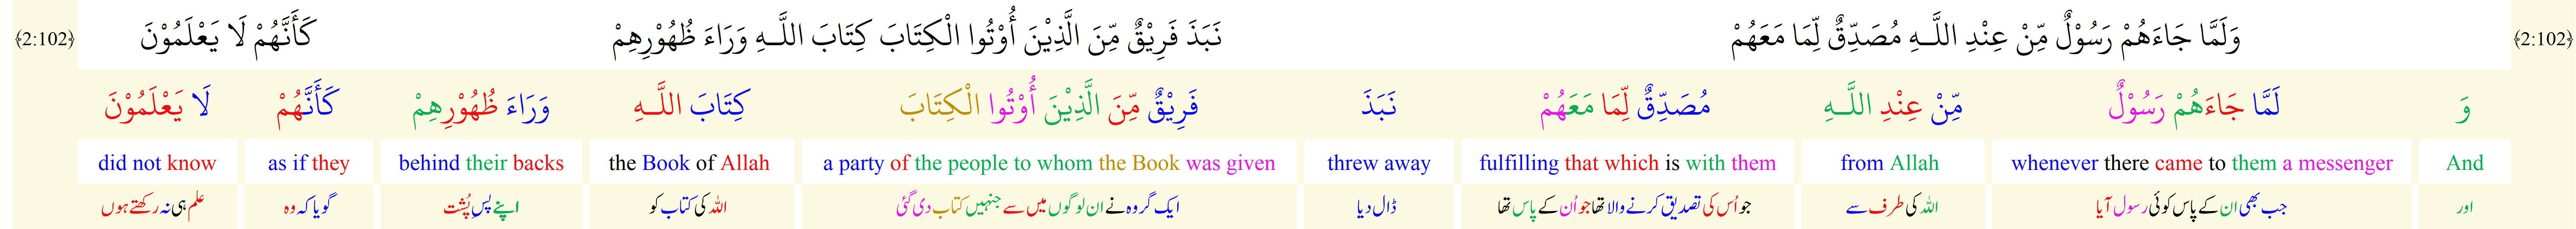 ﴿2:102﴾ وَلَمَّا جَاءَهُمْ رَسُوْلٌ مِّنْ عِنْدِ اللَّـهِ مُصَدِّقٌ لِّمَا مَعَهُمْ نَبَذَ فَرِيْقٌ مِّنَ الَّذِيْنَ أُوْتُوا الْكِتَابَ كِتَابَ اللَّـهِ وَرَاءَ ظُهُوْرِهِمْ كَأَنَّهُمْ لَا يَعْلَمُوْنَ ﴿2:102﴾
وَ لَمَّا جَاءَهُمْ رَسُوْلٌ مِّنْ عِنْدِ اللَّـهِ مُصَدِّقٌ لِّمَا مَعَهُمْ نَبَذَ فَرِيْقٌ مِّنَ الَّذِيْنَ أُوْتُوا الْكِتَابَ كِتَابَ اللَّـهِ وَرَاءَ ظُهُوْرِهِمْ كَأَنَّهُمْ لَا يَعْلَمُوْنَ
And whenever there came to them a messenger from Allah fulfilling that which is with them threw away a party of the people to whom the Book was given the Book of Allah behind their backs as if they did not know
اور جب بھی ان کے پاس کوئی رسول آیا اللہ کی طرف سے جو اُس کی تصدیق کرنے والا تھا جو اُن کے پاس تھا ڈال دیا ایک گروہ نے ان لوگوں میں سے جنہیں کتاب دی گئی اللہ کی کتاب کو اپنے پس پُشت گویا کہ وہ علم ہی نہ رکھتے ہوں